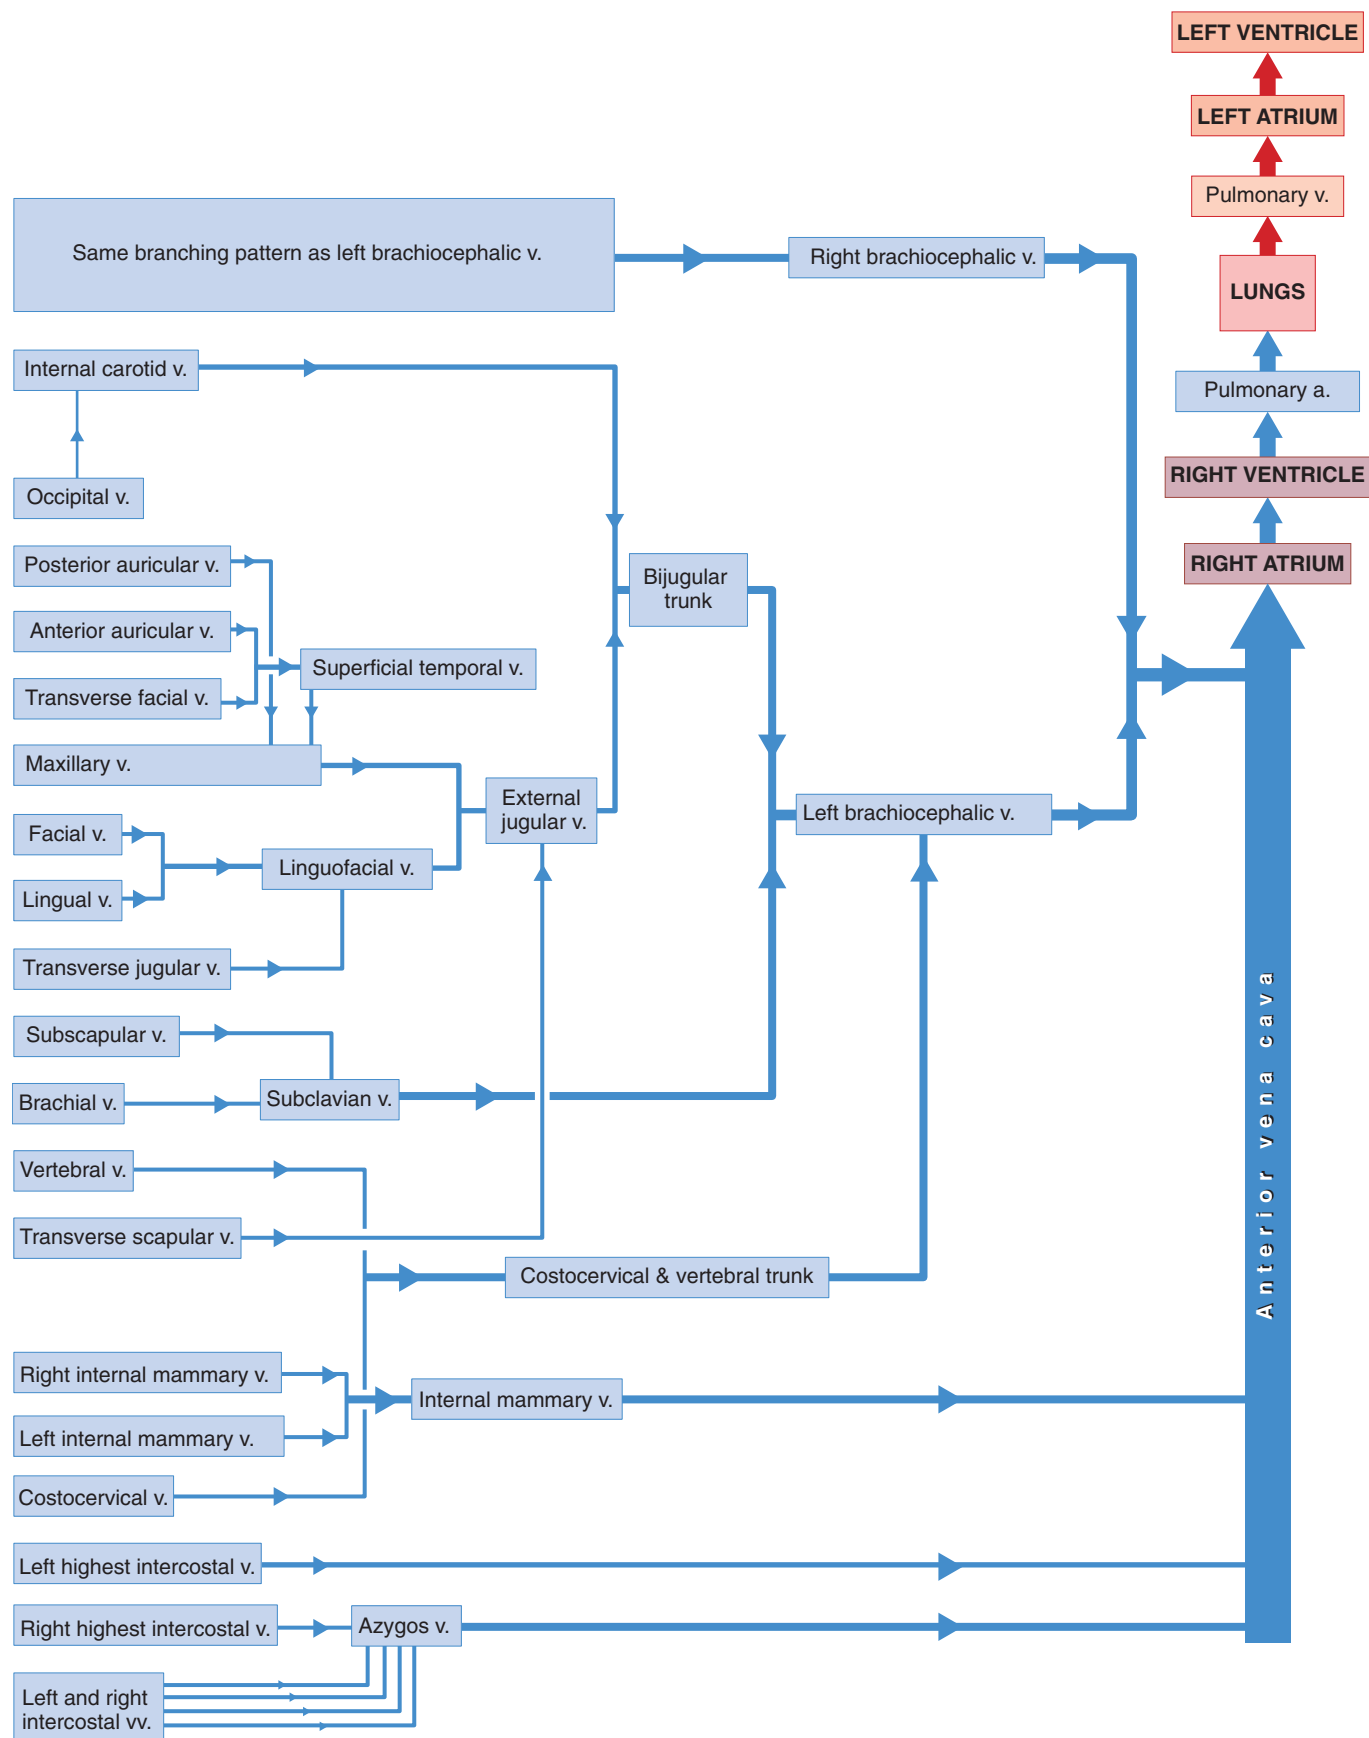 LEFT VENTRICLE
LEFT ATRIUM
Pulmonary v.
LUNGS
Pulmonary a.
RIGHT VENTRICLE
RIGHT ATRIUM
Same branching pattern as left brachiocephalic v.
Right brachiocephalic v.
Internal carotid v.
Occipital v.
Posterior auricular v.
Anterior auricular v.
Transverse facial v.
Superficial temporal v.
Maxillary v.
Bijugular
trunk
Facial v.
Lingual v.
Linguofacial v.
External
jugular v.
Left brachiocephalic v.
Transverse jugular v.
Subscapular v.
Brachial v.
Subclavian v.
Vertebral v.
Transverse scapular v.
Costocervical & vertebral trunk
Right internal mammary v.
Left internal mammary v.
Internal mammary v.
Costocervical v.
Left highest intercostal v.
Right highest intercostal v.
Azygos v.
Left and right
intercostal vv.
Anterior vena cava